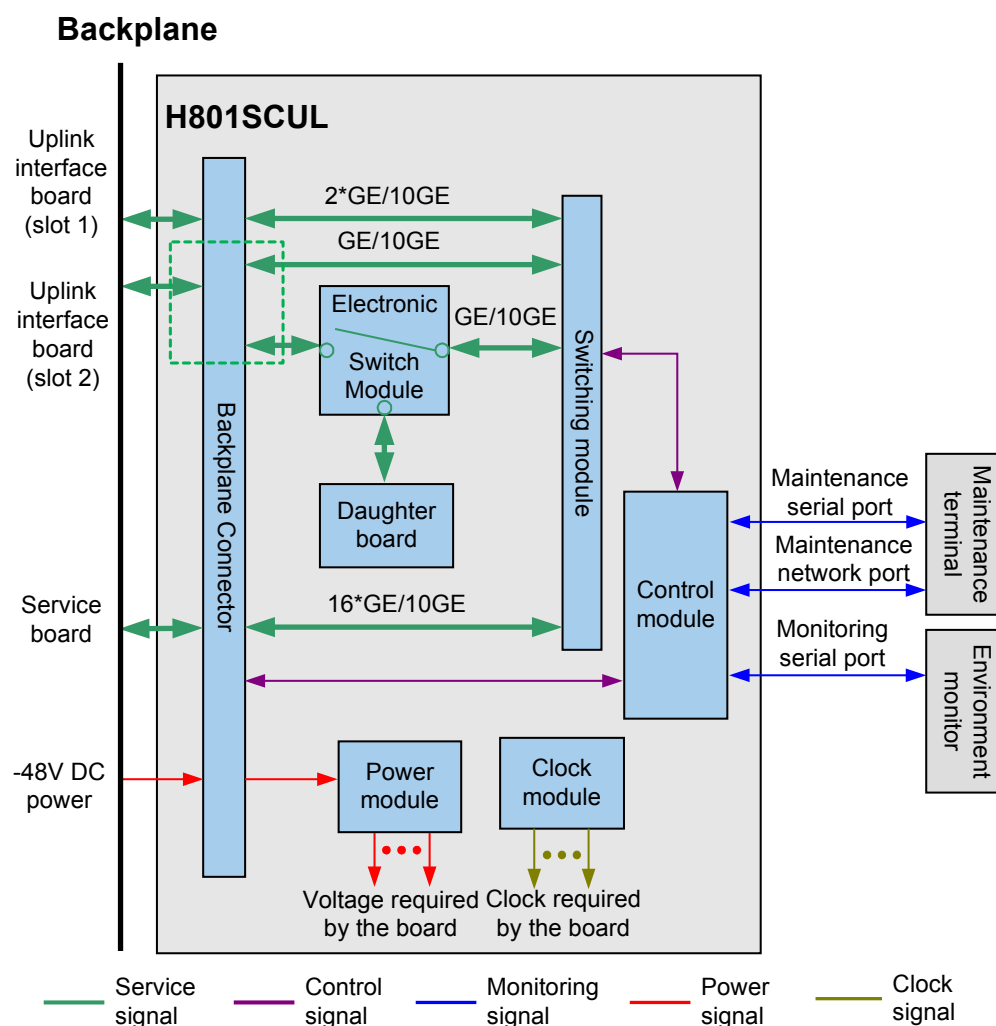 Backplane
H801SCUL
Uplink
interface
board
(slot 1)
2*GE/10GE
GE/10GE
Uplink
interface
board
(slot 2)
Electronic
Switch
Module
GE/10GE
Switching module
Backplane Connector
Daughter
board
Maintenance
serial port
Maintenance
terminal
Maintenance
network port
Control
module
Service
board
16*GE/10GE
Monitoring
serial port
Environment
monitor
-48V DC
power
Power
module
Clock
module
Voltage required
by the board
Clock required
by the board
Service
signal
Control
signal
Monitoring
signal
Power
signal
Clock
signal